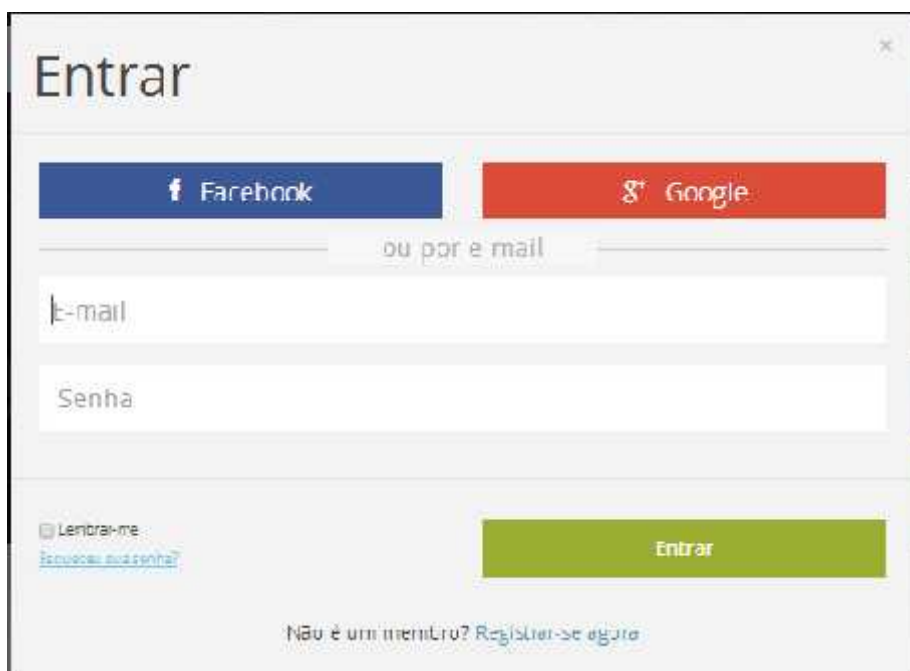 Entrar
×
f Facebook
g+ Google
ou por e mail
E-mail
Senha
Lembrar-me
Esqueceu sua senha?
Entrar
Não é um membro? Registrar-se agora